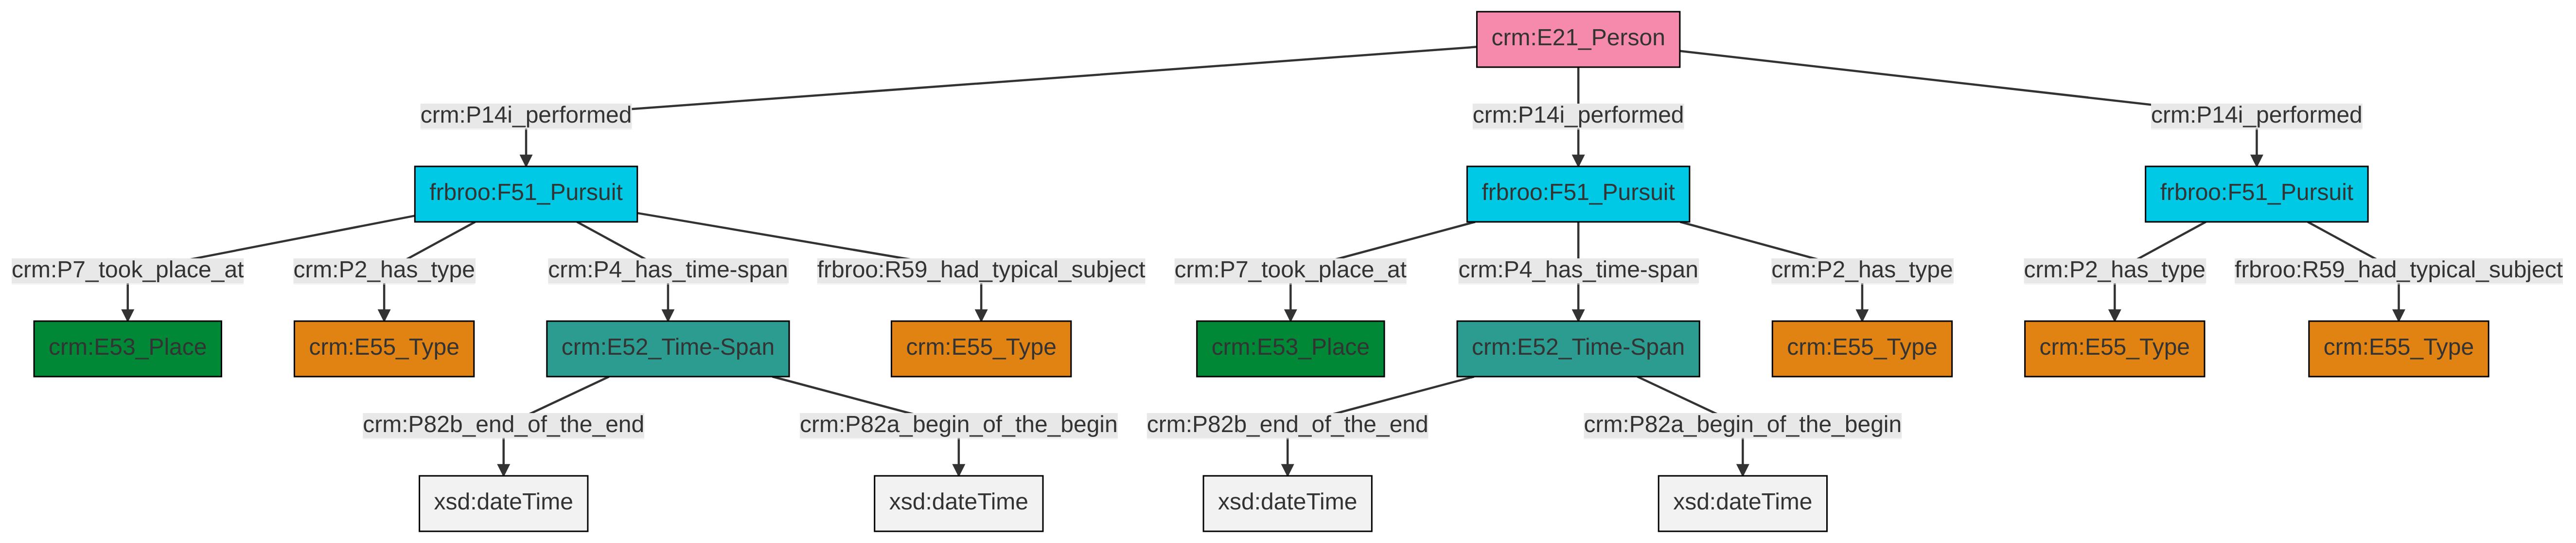 crm:E21_Person
crm:P14i_performed crm:P14i_performed crm:P14i_performed
frbroo:F51_Pursuit frbroo:F51_Pursuit frbroo:F51_Pursuit
crm:P7_took_place_at crm:P2_has_type crm:P4_has_time-span frbroo:R59_had_typical_subject crm:P7_took_place_at crm:P4_has_time-span crm:P2_has_type crm:P2_has_type frbroo:R59_had_typical_subject
crm:E53_Place crm:E55_Type crm:E52_Time-Span crm:E55_Type crm:E53_Place crm:E52_Time-Span crm:E55_Type crm:E55_Type crm:E55_Type
crm:P82b_end_of_the_end crm:P82a_begin_of_the_begin crm:P82b_end_of_the_end crm:P82a_begin_of_the_begin
xsd:dateTime xsd:dateTime xsd:dateTime xsd:dateTime